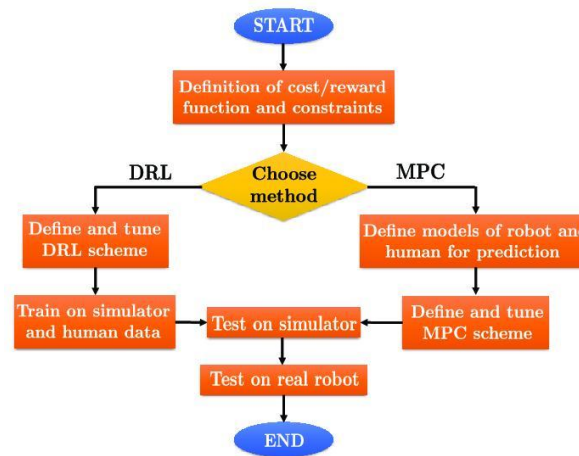 START
Definition of cost/reward
function and constraints
Choose
method
DRL
MPC
Define and tune
DRL scheme
Define models of robot and
human for prediction
Train on simulator
and human data
Test on simulator
Define and tune
MPC scheme
Test on real robot
END